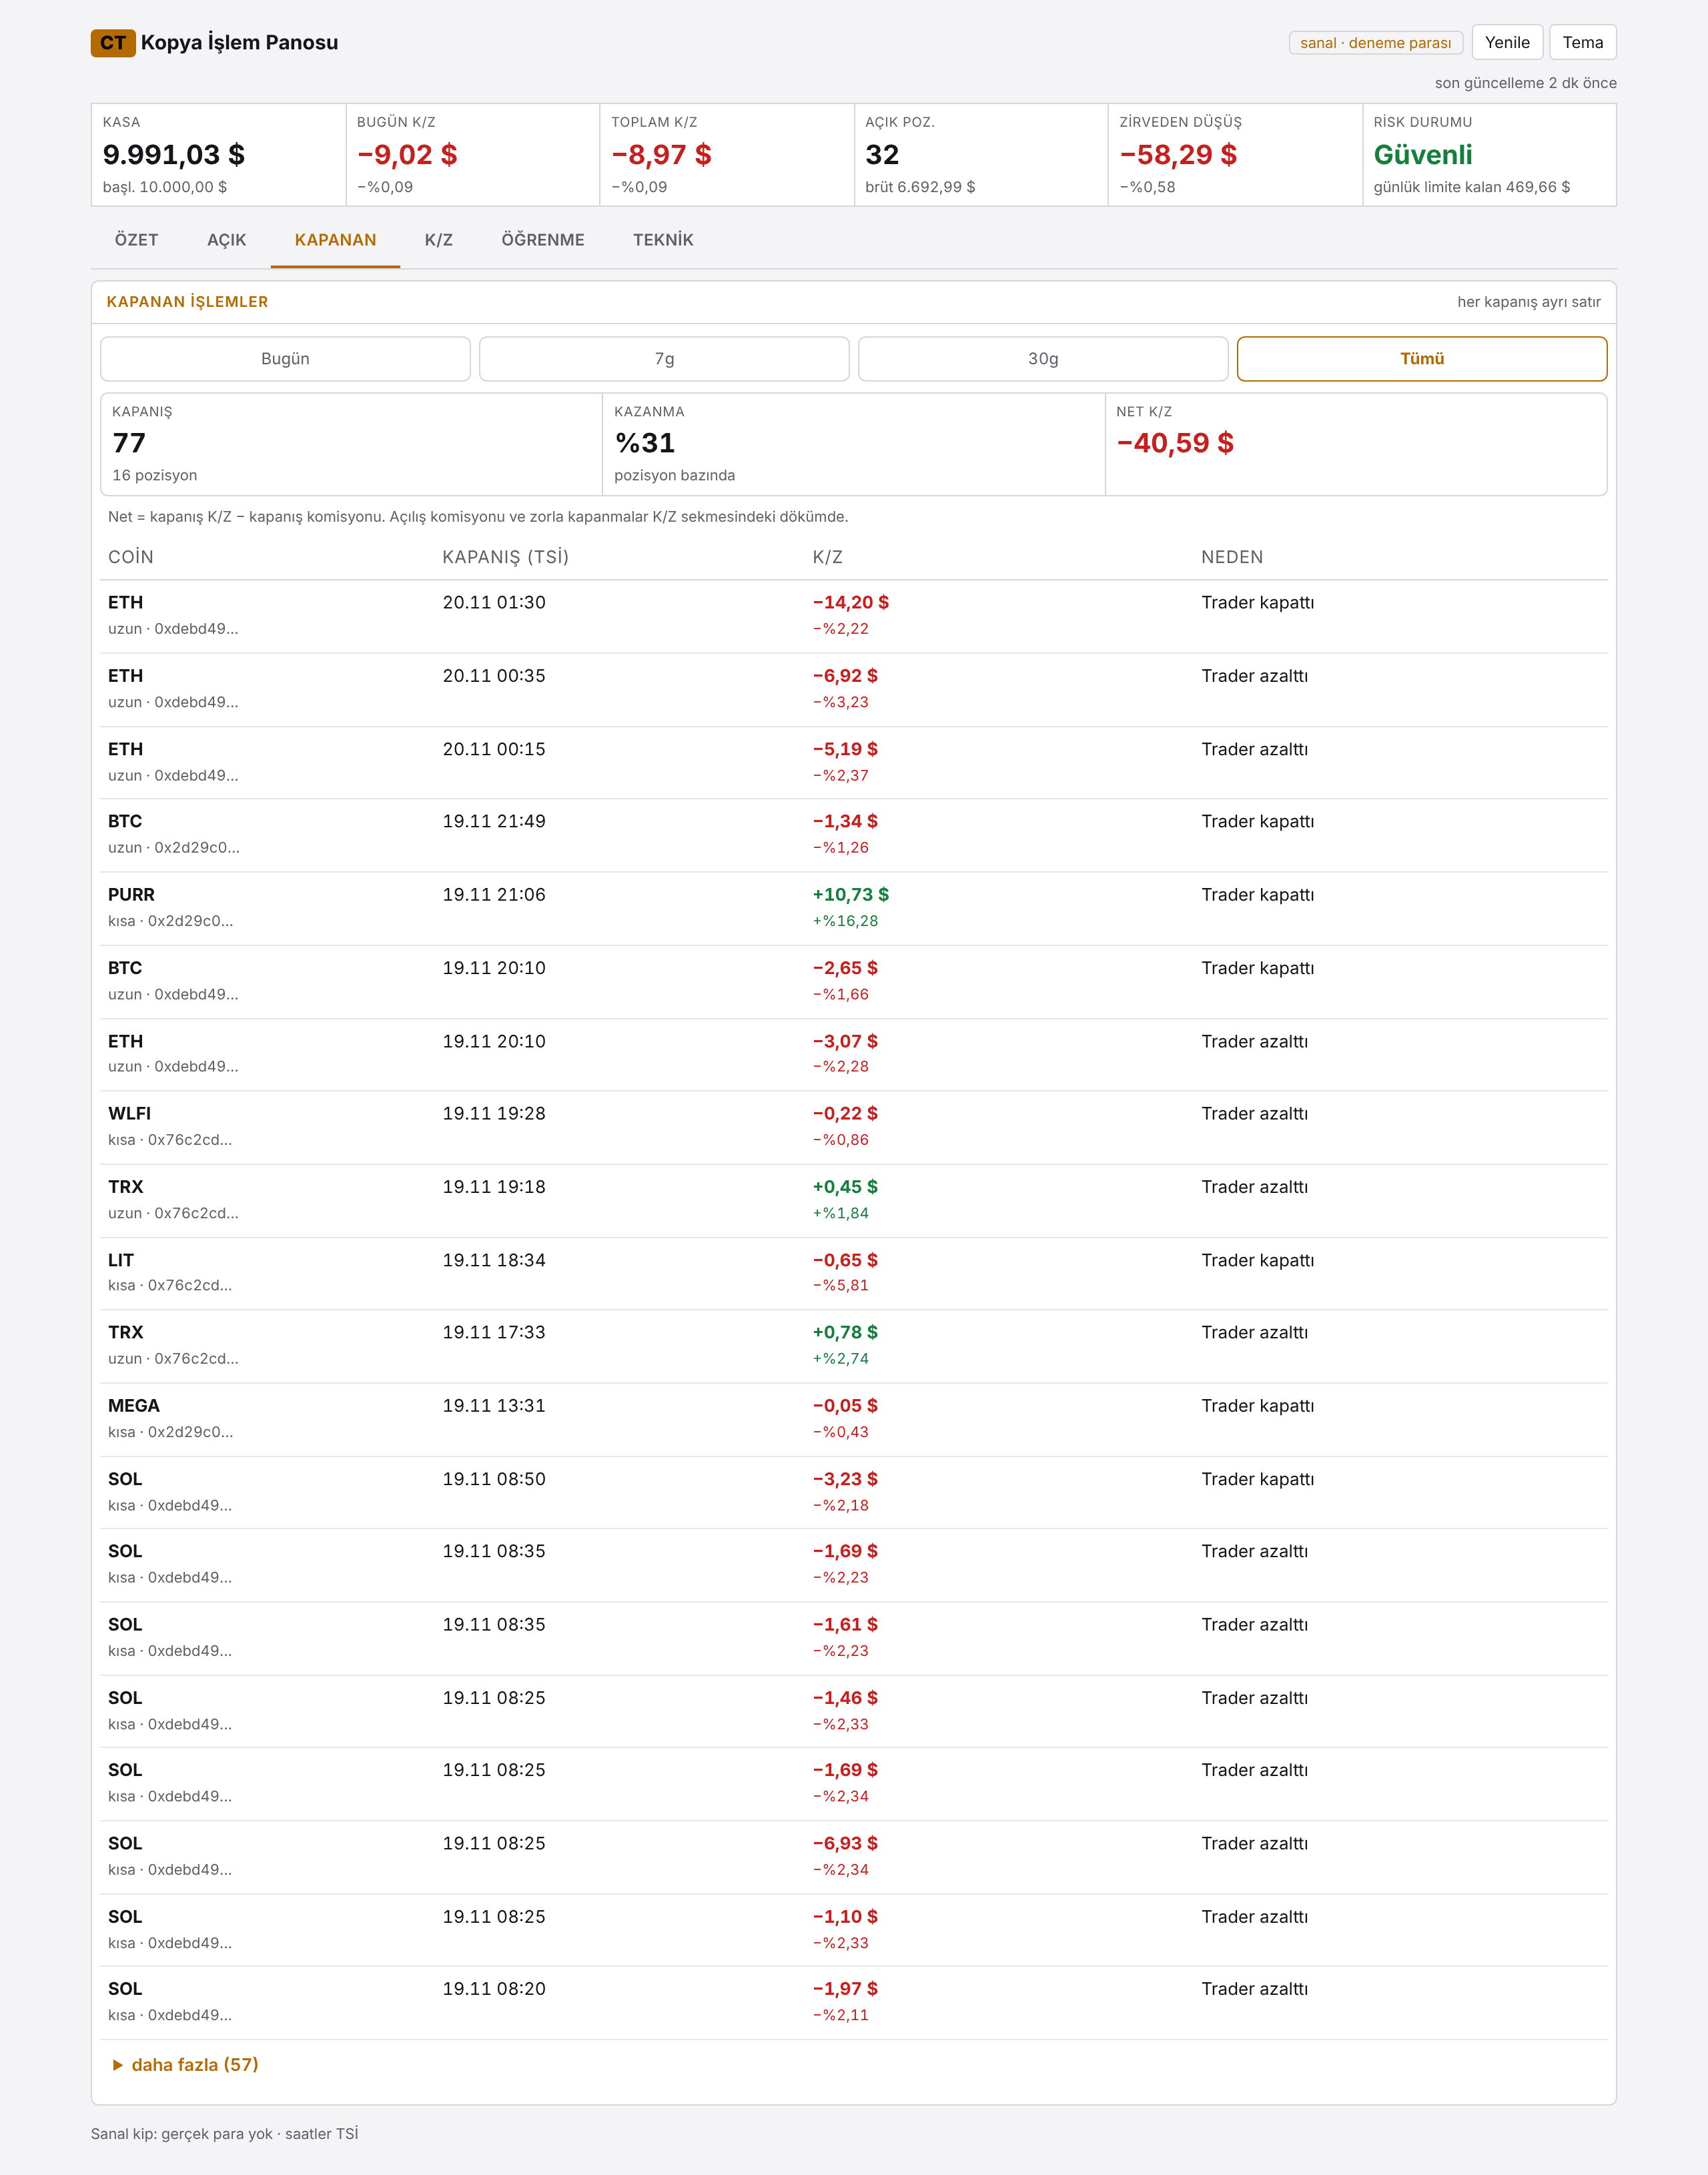 CT Kopya İşlem Panosu
sanal · deneme parası
Yenile
Tema
son güncelleme 2 dk önce
KASA
9.991,03 $
başl. 10.000,00 $
BUGÜN K/Z
−9,02 $
−%0,09
TOPLAM K/Z
−8,97 $
−%0,09
AÇIK POZ.
32
brüt 6.692,99 $
ZİRVEDEN DÜŞÜŞ
−58,29 $
−%0,58
RİSK DURUMU
Güvenli
günlük limite kalan 469,66 $
ÖZET AÇIK KAPANAN K/Z ÖĞRENME TEKNİK
KAPANAN İŞLEMLER her kapanış ayrı satır
Bugün 7g 30g Tümü
KAPANIŞ
77
16 pozisyon
KAZANMA
%31
pozisyon bazında
NET K/Z
−40,59 $
Net = kapanış K/Z − kapanış komisyonu. Açılış komisyonu ve zorla kapanmalar K/Z sekmesindeki dökümde.
COİN KAPANIŞ (TSİ) K/Z NEDEN
ETH 20.11 01:30 −14,20 $ Trader kapattı
uzun · 0xdebd49… −%2,22
ETH 20.11 00:35 −6,92 $ Trader azalttı
uzun · 0xdebd49… −%3,23
ETH 20.11 00:15 −5,19 $ Trader azalttı
uzun · 0xdebd49… −%2,37
BTC 19.11 21:49 −1,34 $ Trader kapattı
uzun · 0x2d29c0… −%1,26
PURR 19.11 21:06 +10,73 $ Trader kapattı
kısa · 0x2d29c0… +%16,28
BTC 19.11 20:10 −2,65 $ Trader kapattı
uzun · 0xdebd49… −%1,66
ETH 19.11 20:10 −3,07 $ Trader azalttı
uzun · 0xdebd49… −%2,28
WLFI 19.11 19:28 −0,22 $ Trader azalttı
kısa · 0x76c2cd… −%0,86
TRX 19.11 19:18 +0,45 $ Trader azalttı
uzun · 0x76c2cd… +%1,84
LIT 19.11 18:34 −0,65 $ Trader kapattı
kısa · 0x76c2cd… −%5,81
TRX 19.11 17:33 +0,78 $ Trader azalttı
uzun · 0x76c2cd… +%2,74
MEGA 19.11 13:31 −0,05 $ Trader kapattı
kısa · 0x2d29c0… −%0,43
SOL 19.11 08:50 −3,23 $ Trader kapattı
kısa · 0xdebd49… −%2,18
SOL 19.11 08:35 −1,69 $ Trader azalttı
kısa · 0xdebd49… −%2,23
SOL 19.11 08:35 −1,61 $ Trader azalttı
kısa · 0xdebd49… −%2,23
SOL 19.11 08:25 −1,46 $ Trader azalttı
kısa · 0xdebd49… −%2,33
SOL 19.11 08:25 −1,69 $ Trader azalttı
kısa · 0xdebd49… −%2,34
SOL 19.11 08:25 −6,93 $ Trader azalttı
kısa · 0xdebd49… −%2,34
SOL 19.11 08:25 −1,10 $ Trader azalttı
kısa · 0xdebd49… −%2,33
SOL 19.11 08:20 −1,97 $ Trader azalttı
kısa · 0xdebd49… −%2,11
▶ daha fazla (57)
Sanal kip: gerçek para yok · saatler TSİ